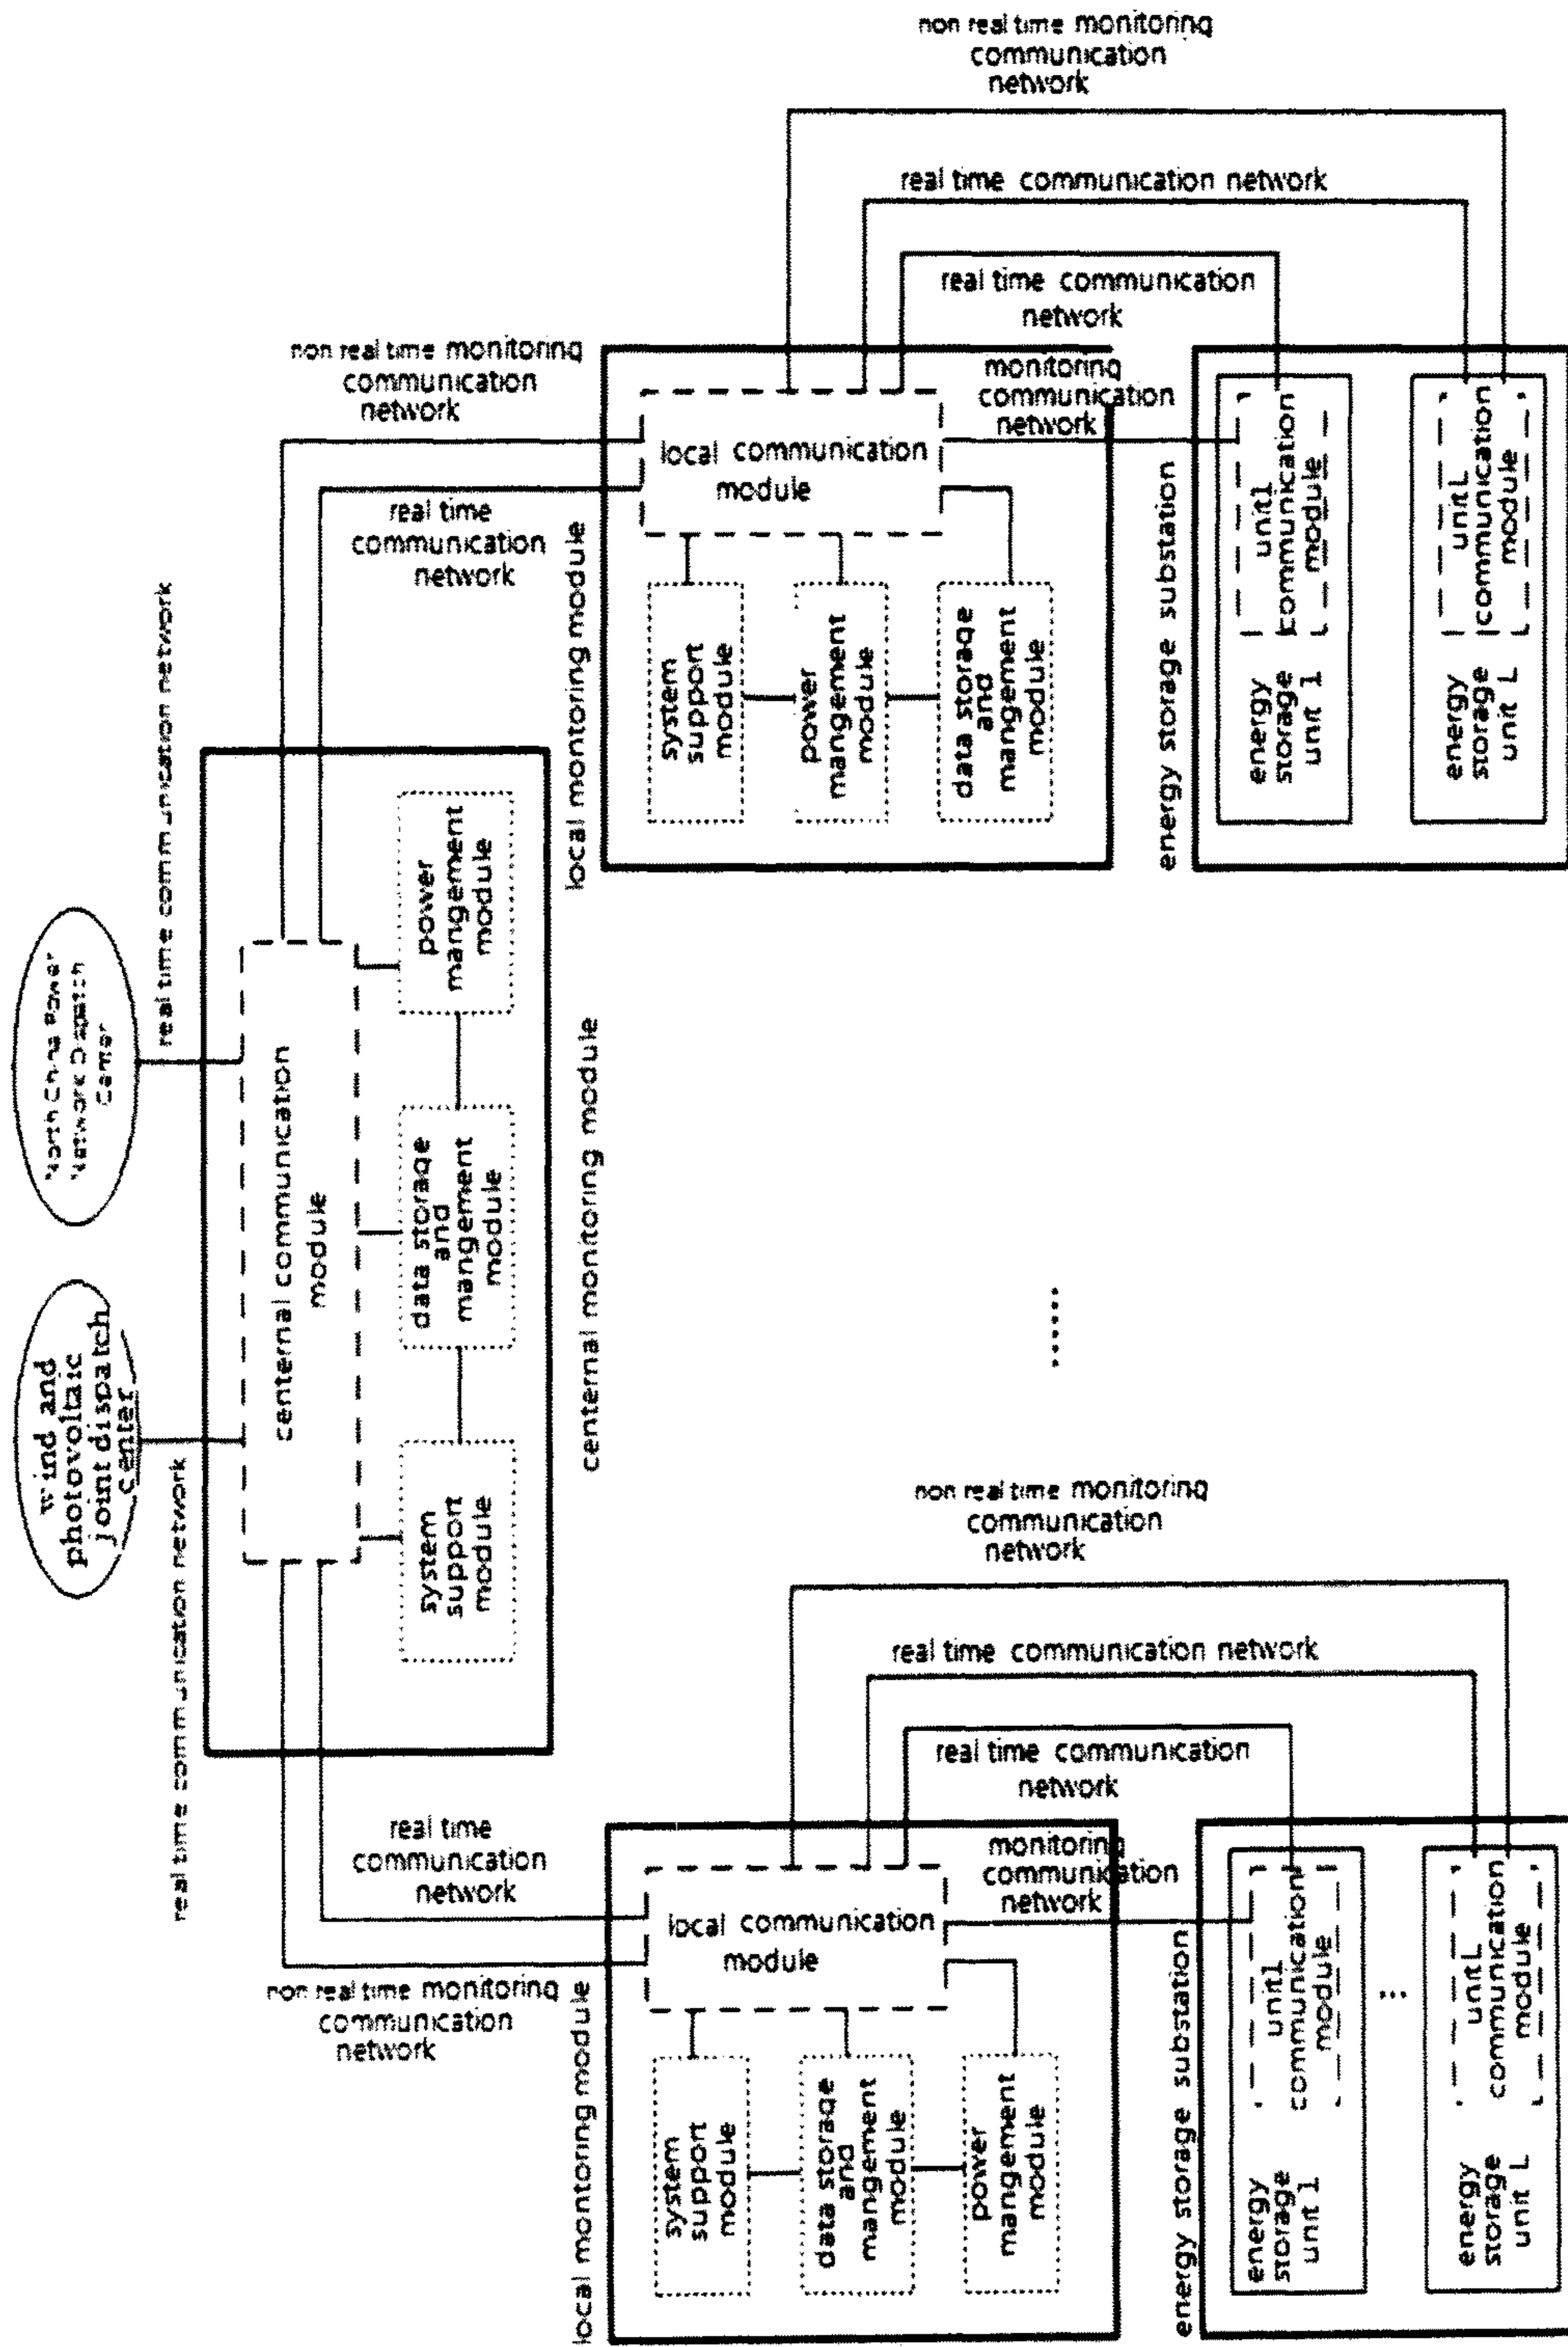 non real time monitoring
communication
network
real time communication network
real time communication
network
non real time monitoring
communication
network
real time
communication
network
monitoring
communication
network
local communication
module
system
support
module
power
mangement
module
data storage
and
mangement
module
local montoring module
energy storage substation
unit1
communication
module
energy
storage
unit 1
unitL
communication
module
energy
storage
unit L
real time communication network
North China Power
Network Dispatch
Center
wind and
photovoltaic
joint dispatch
center
real time communication network
centernal communication
module
power
mangement
module
data storage
and
mangement
module
system
support
module
centernal monitoring module
......
non real time monitoring
communication
network
real time communication network
real time communication
network
real time
communication
network
non real time monitoring
communication
network
monitoring
communication
network
local communication
module
system
support
module
data storage
and
mangement
module
power
mangement
module
local montoring module
energy storage substation
unit1
communication
module
energy
storage
unit 1
...
unitL
communication
module
energy
storage
unit L